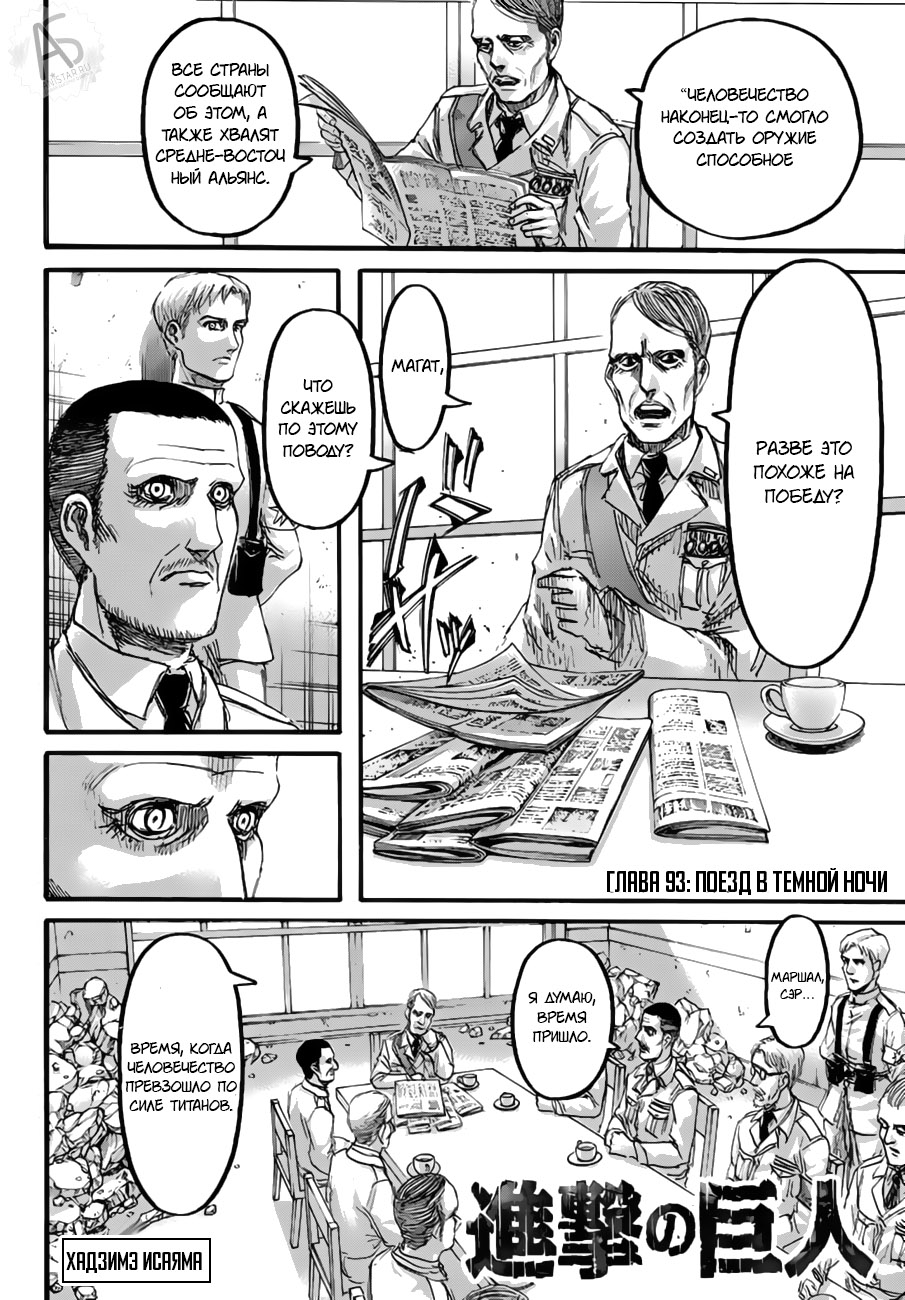 "ЧЕЛОВЕЧЕСТВО
НАКОНЕЦ-ТО СМОГЛО
СОЗДАТЬ ОРУЖИЕ
СПОСОБНОЕ
ВСЕ СТРАНЫ
СООБЩАЮТ
ОБ ЭТОМ, А
ТАКЖЕ ХВАЛЯТ
СРЕДНЕ-ВОСТОЧ
НЫЙ АЛЬЯНС.
РАЗВЕ ЭТО
ПОХОЖЕ НА
ПОБЕДУ?
МАГАТ,
ЧТО
СКАЖЕШЬ
ПО ЭТОМУ
ПОВОДУ?
ГЛАВА 93: ПОЕЗД В ТЕМНОЙ НОЧИ
МАРШАЛ,
СЭР...
Я ДУМАЮ,
ВРЕМЯ
ПРИШЛО.
ВРЕМЯ, КОГДА
ЧЕЛОВЕЧЕСТВО
ПРЕВЗОШЛО ПО
СИЛЕ ТИТАНОВ.
進撃の巨人
ХАДЗИМЭ ИСАЯМА